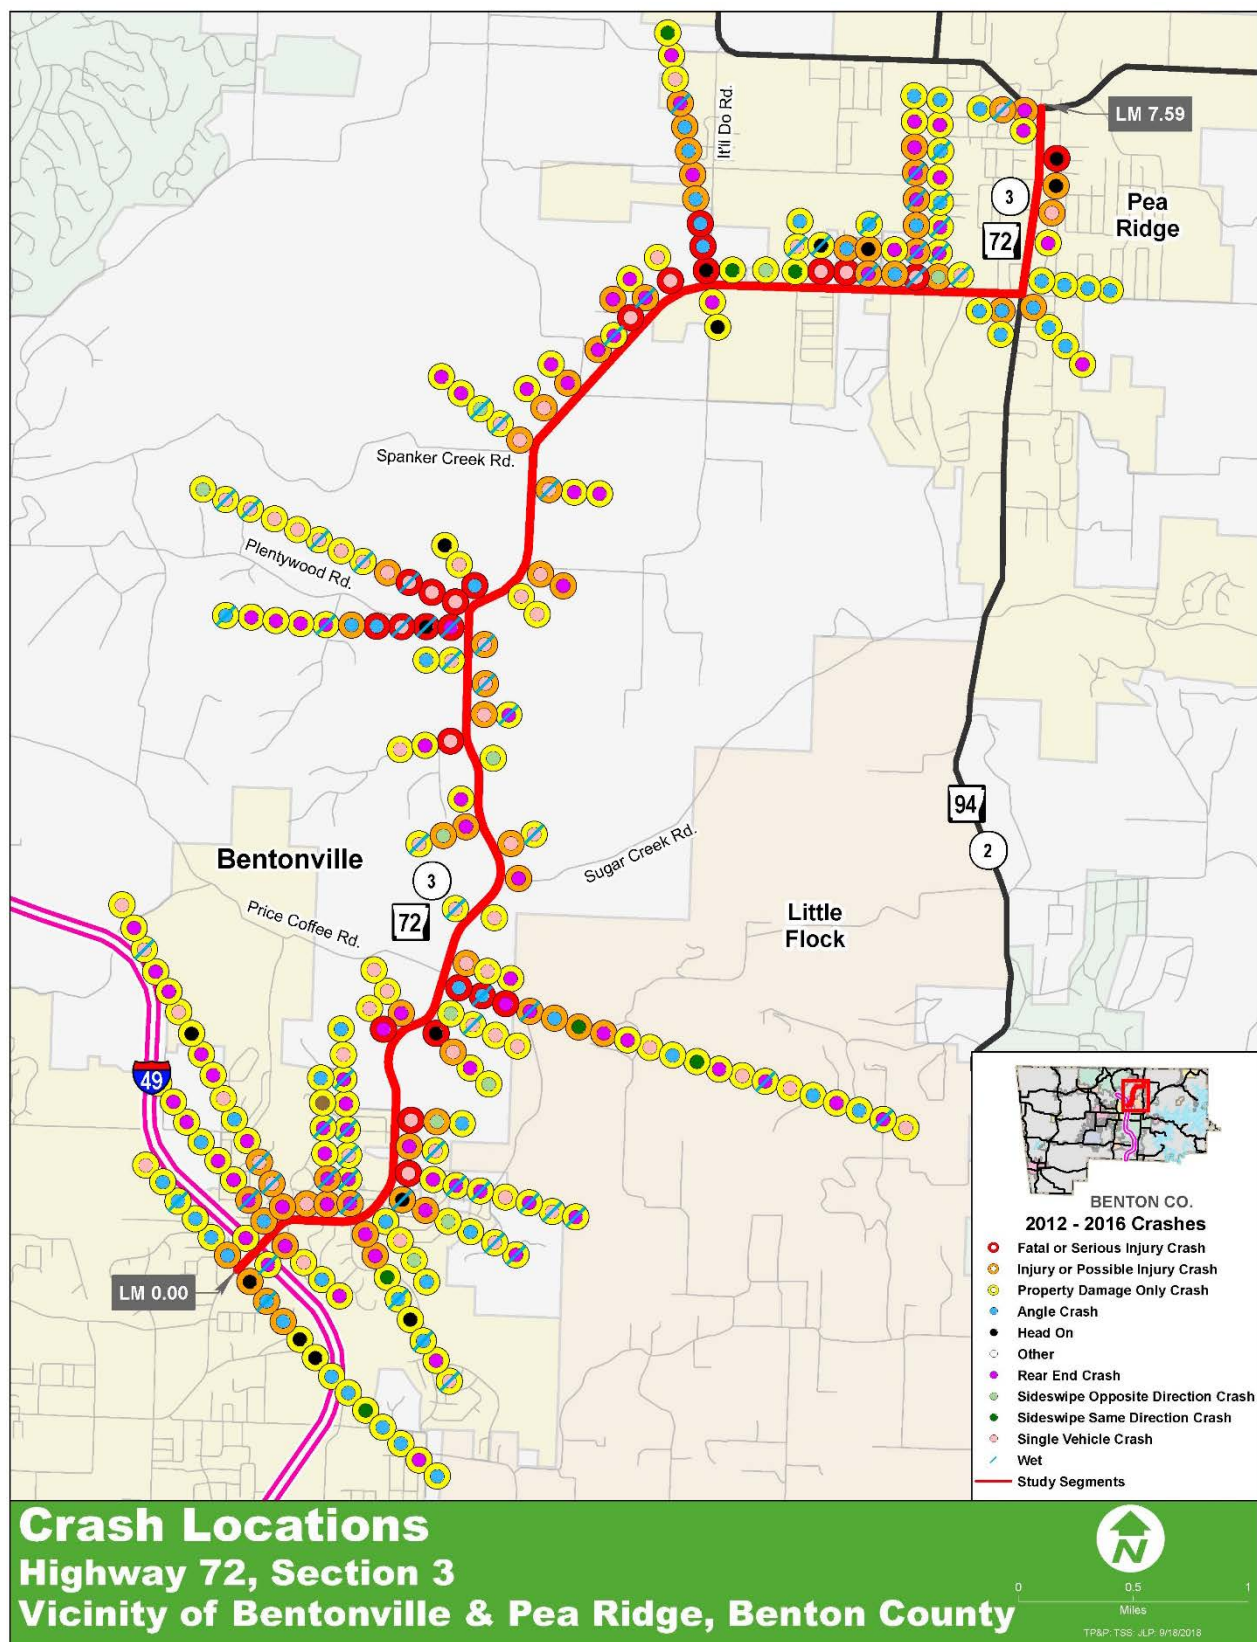 It'll Do Rd.
LM 7.59
3
72
Pea
Ridge
Spanker Creek Rd.
Plentywood Rd.
94
2
Sugar Creek Rd.
Bentonville
3
72
Price Coffee Rd.
Little
Flock
49
LM 0.00
BENTON CO.
2012 - 2016 Crashes
Fatal or Serious Injury Crash
Injury or Possible Injury Crash
Property Damage Only Crash
Angle Crash
Head On
Other
Rear End Crash
Sideswipe Opposite Direction Crash
Sideswipe Same Direction Crash
Single Vehicle Crash
Wet
Study Segments
Crash Locations
Highway 72, Section 3
Vicinity of Bentonville & Pea Ridge, Benton County
N
0 0.5 1
Miles
TP&P: TSS: JLP: 9/18/2018